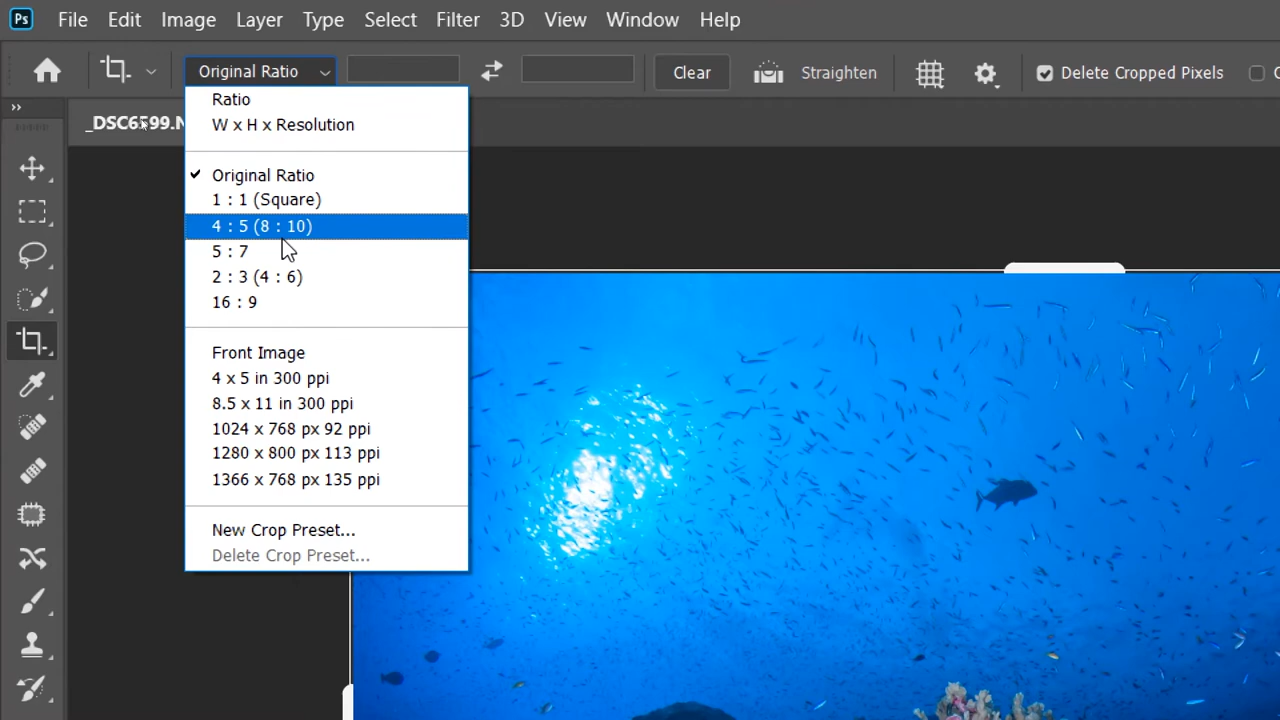 Ps File Edit Image Layer Type Select Filter 3D View Window Help
Original Ratio Clear Straighten Delete Cropped Pixels
_DSC6599.N
Ratio
W x H x Resolution
Original Ratio
1 : 1 (Square)
4 : 5 (8 : 10)
5 : 7
2 : 3 (4 : 6)
16 : 9
Front Image
4 x 5 in 300 ppi
8.5 x 11 in 300 ppi
1024 x 768 px 92 ppi
1280 x 800 px 113 ppi
1366 x 768 px 135 ppi
New Crop Preset...
Delete Crop Preset...